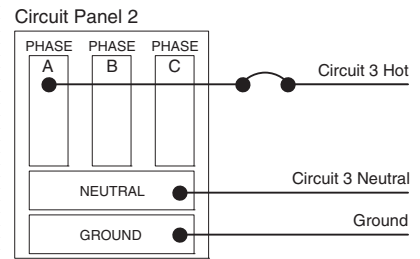 Circuit Panel 2
PHASE PHASE PHASE
A B C
Circuit 3 Hot
NEUTRAL
Circuit 3 Neutral
GROUND
Ground